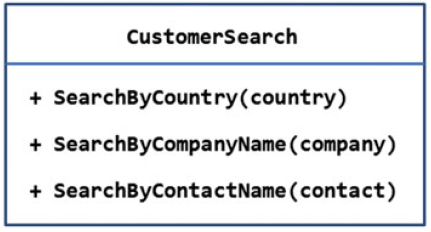 CustomerSearch
+ SearchByCountry(country)
+ SearchByCompanyName(company)
+ SearchByContactName(contact)